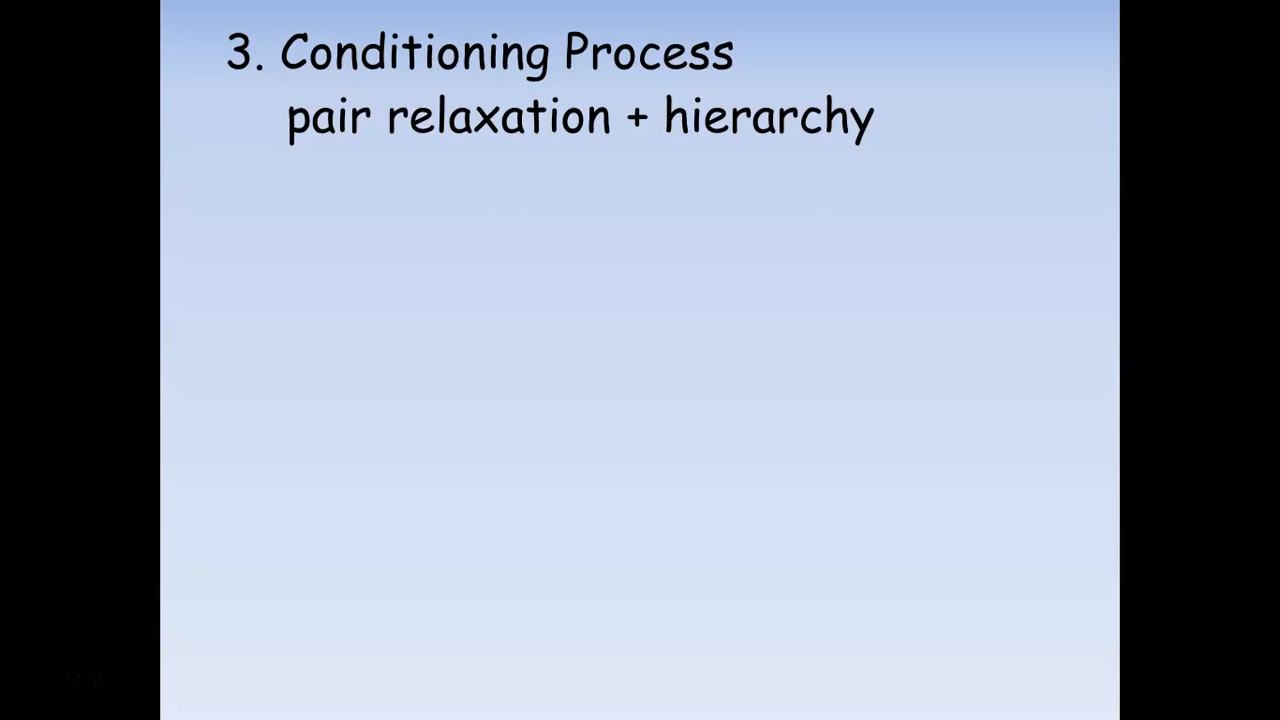 3. Conditioning Process
pair relaxation + hierarchy